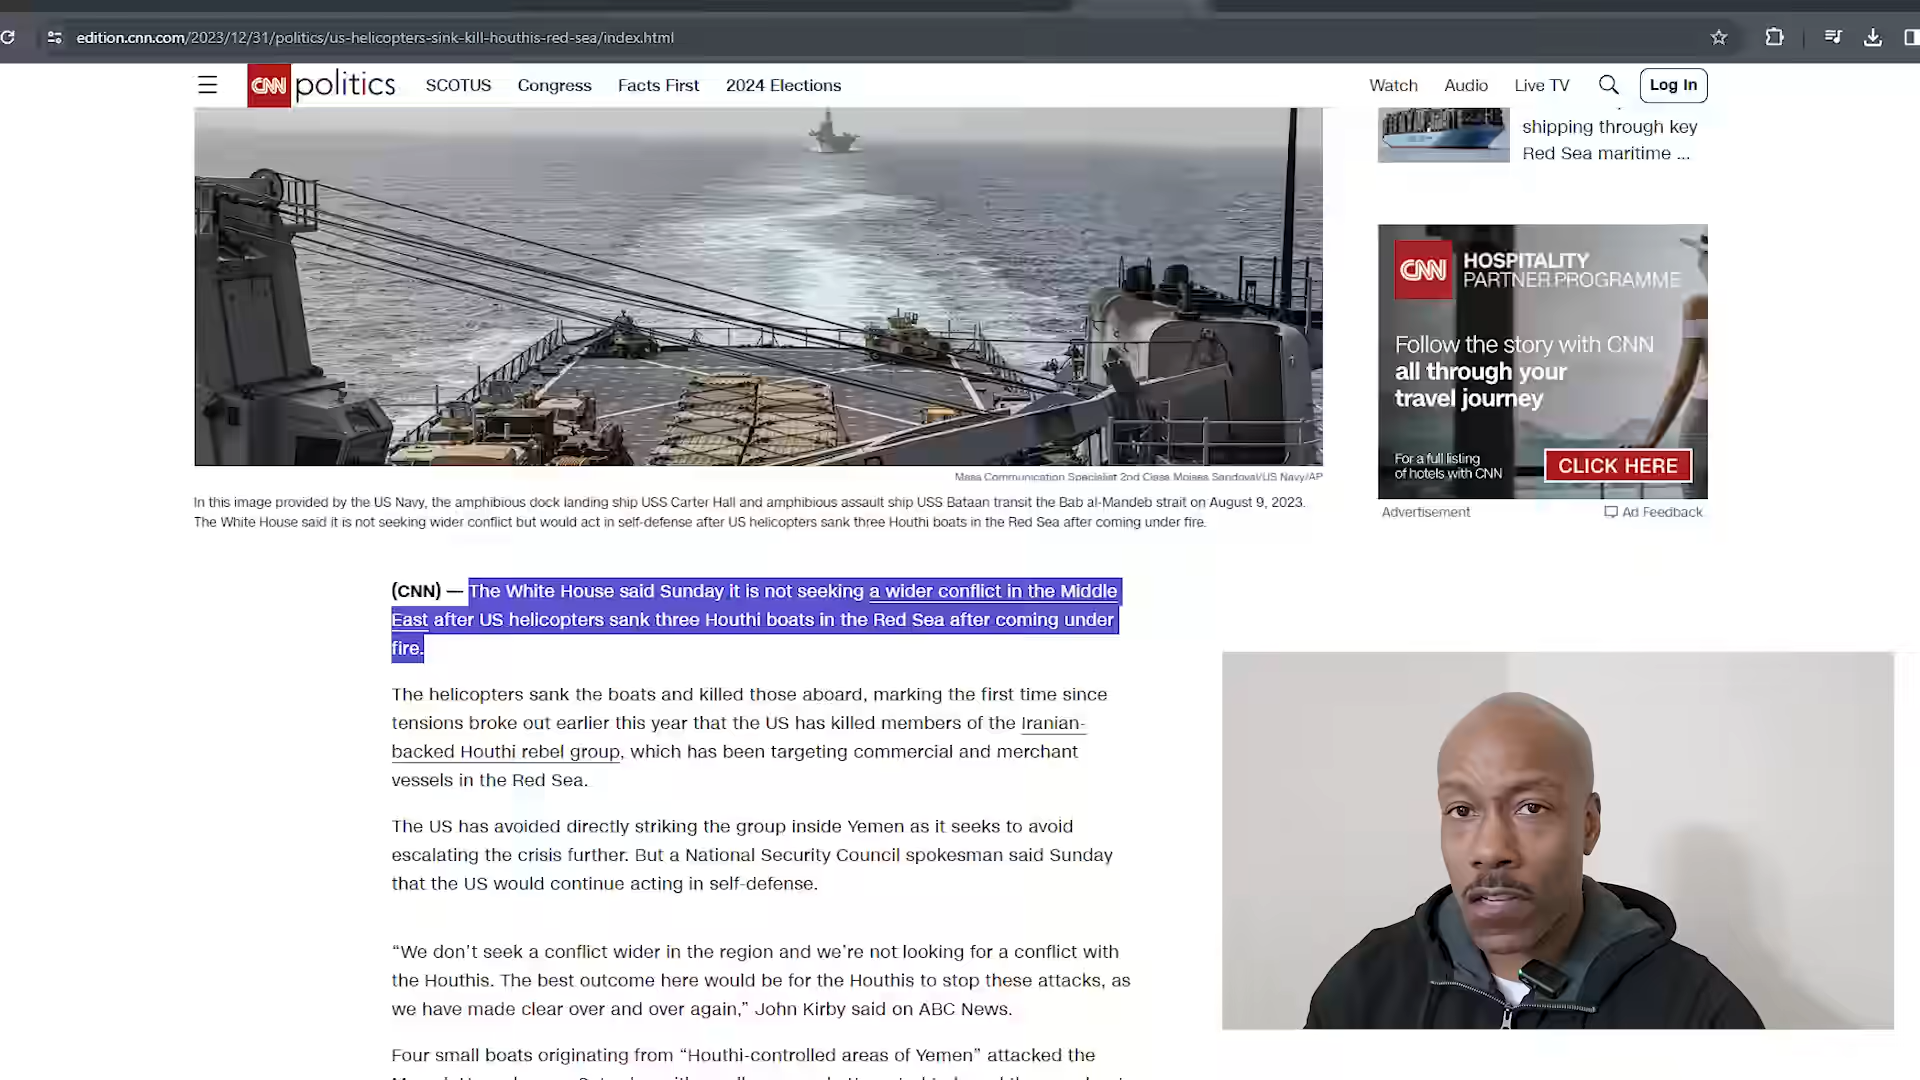 edition.cnn.com/2023/12/31/politics/us-helicopters-sink-kill-houthis-red-sea/index.html
CNN politics SCOTUS Congress Facts First 2024 Elections Watch Audio Live TV Log In
shipping through key
Red Sea maritime ...
CNN HOSPITALITY
PARTNER PROGRAMME
Follow the story with CNN
all through your
travel journey
For a full listing
of hotels with CNN
CLICK HERE
Advertisement Ad Feedback
Mass Communication Specialist 2nd Class Moises Sandoval/US Navy/AP
In this image provided by the US Navy, the amphibious dock landing ship USS Carter Hall and amphibious assault ship USS Bataan transit the Bab al-Mandeb strait on August 9, 2023.
The White House said it is not seeking wider conflict but would act in self-defense after US helicopters sank three Houthi boats in the Red Sea after coming under fire.
(CNN) — The White House said Sunday it is not seeking a wider conflict in the Middle
East after US helicopters sank three Houthi boats in the Red Sea after coming under
fire.
The helicopters sank the boats and killed those aboard, marking the first time since
tensions broke out earlier this year that the US has killed members of the Iranian-
backed Houthi rebel group, which has been targeting commercial and merchant
vessels in the Red Sea.
The US has avoided directly striking the group inside Yemen as it seeks to avoid
escalating the crisis further. But a National Security Council spokesman said Sunday
that the US would continue acting in self-defense.
“We don’t seek a conflict wider in the region and we’re not looking for a conflict with
the Houthis. The best outcome here would be for the Houthis to stop these attacks, as
we have made clear over and over again,” John Kirby said on ABC News.
Four small boats originating from “Houthi-controlled areas of Yemen” attacked the